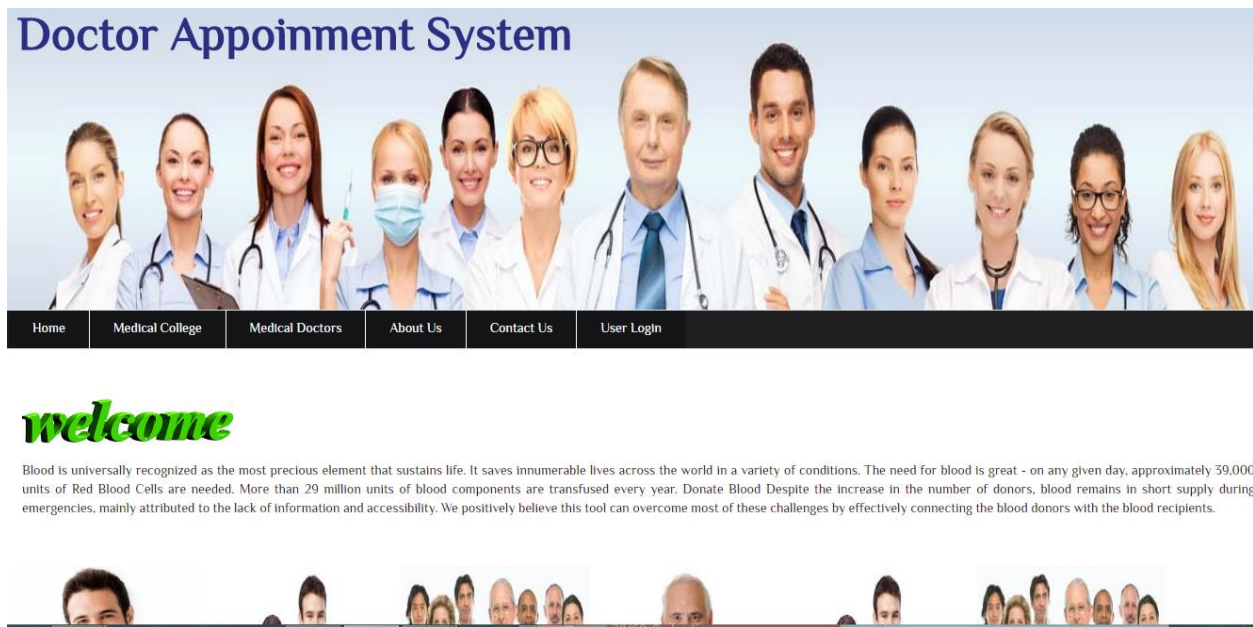 Doctor Appoinment System
Home Medical College Medical Doctors About Us Contact Us User Login
welcome
Blood is universally recognized as the most precious element that sustains life. It saves innumerable lives across the world in a variety of conditions. The need for blood is great - on any given day, approximately 39,000
units of Red Blood Cells are needed. More than 29 million units of blood components are transfused every year. Donate Blood Despite the increase in the number of donors, blood remains in short supply during
emergencies, mainly attributed to the lack of information and accessibility. We positively believe this tool can overcome most of these challenges by effectively connecting the blood donors with the blood recipients.